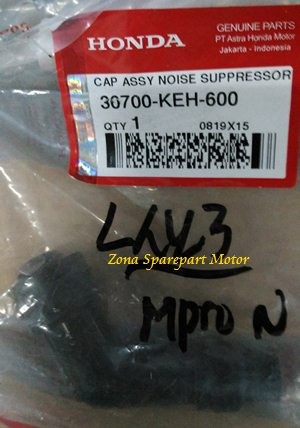 HONDA
GENUINE PARTS
PT Astra Honda Motor
Jakarta - Indonesia
CAP ASSY NOISE SUPPRESSOR
30700-KEH-600
QTY 1
0819X15
Zona Sparepart Motor
Mpro N